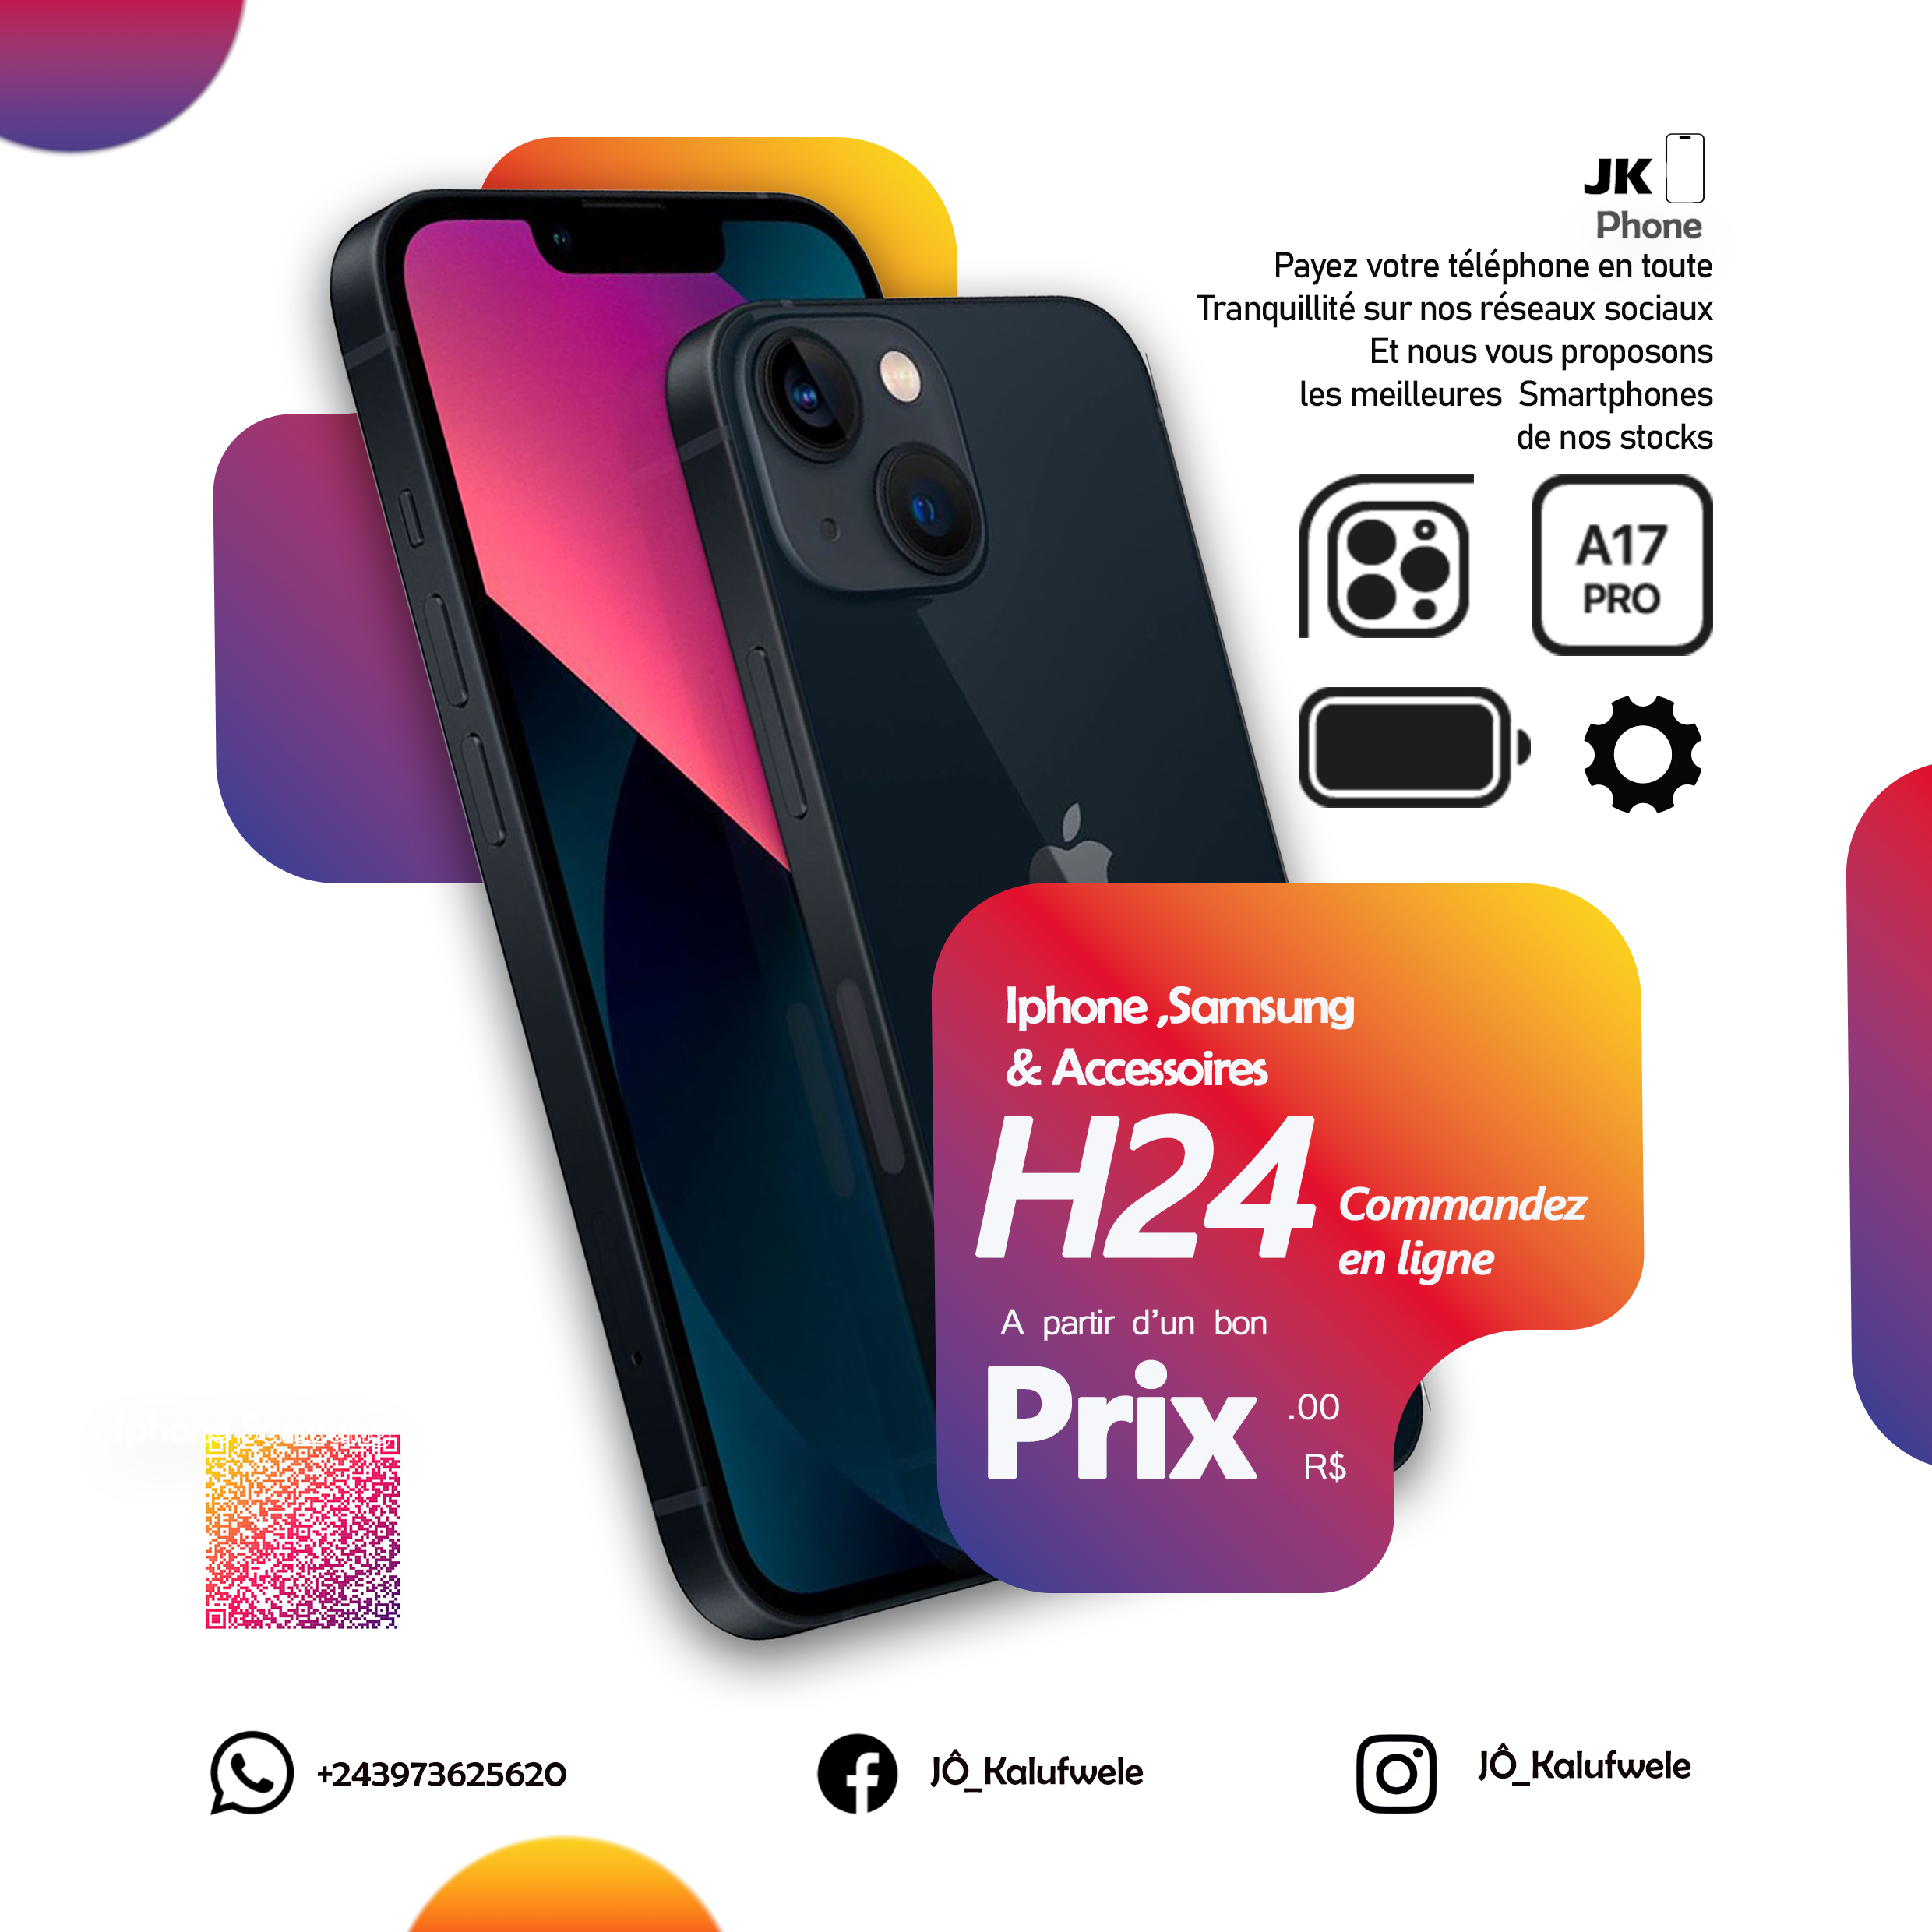 JK
Phone
Payez votre téléphone en toute
Tranquillité sur nos réseaux sociaux
Et nous vous proposons
les meilleures  Smartphones
de nos stocks
A17
PRO
Iphone ,Samsung
& Accessoires
H24
Commandez
en ligne
A partir d'un bon
Prix
.00
R$
+243973625620
JÔ_Kalufwele
JÔ_Kalufwele